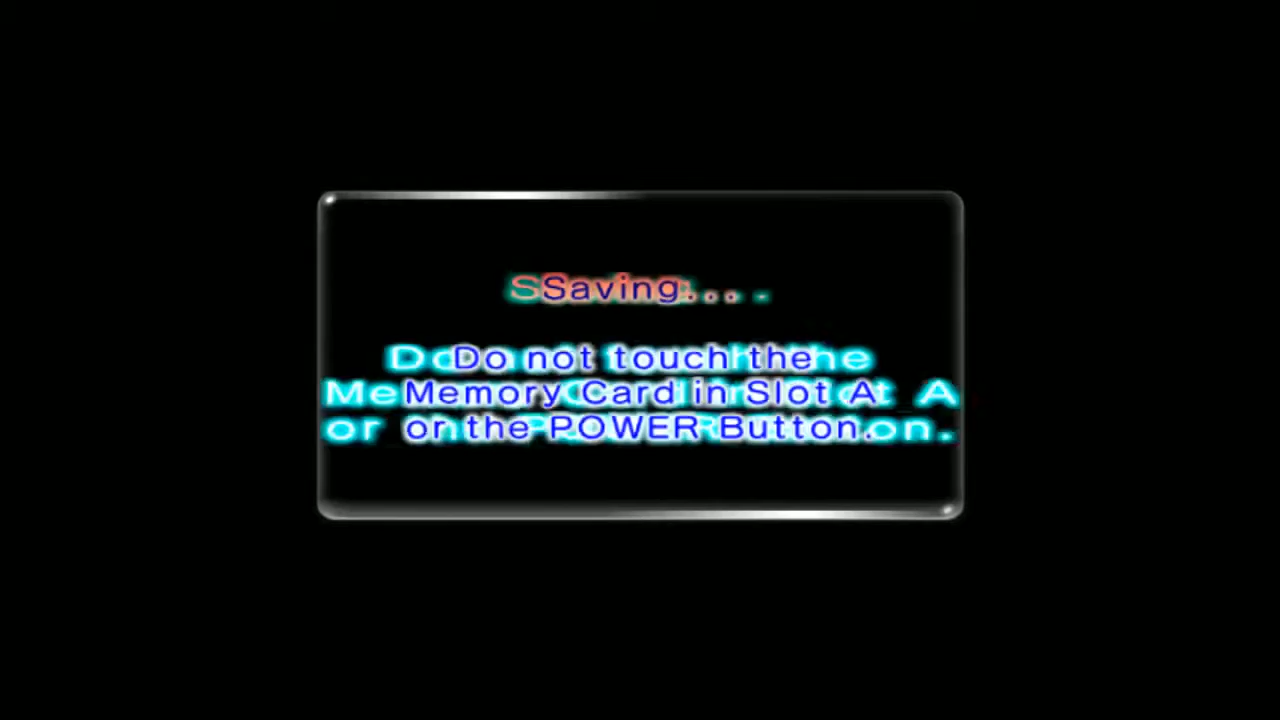 Saving...
Do not touch the
Memory Card in Slot A
or the POWER Button.